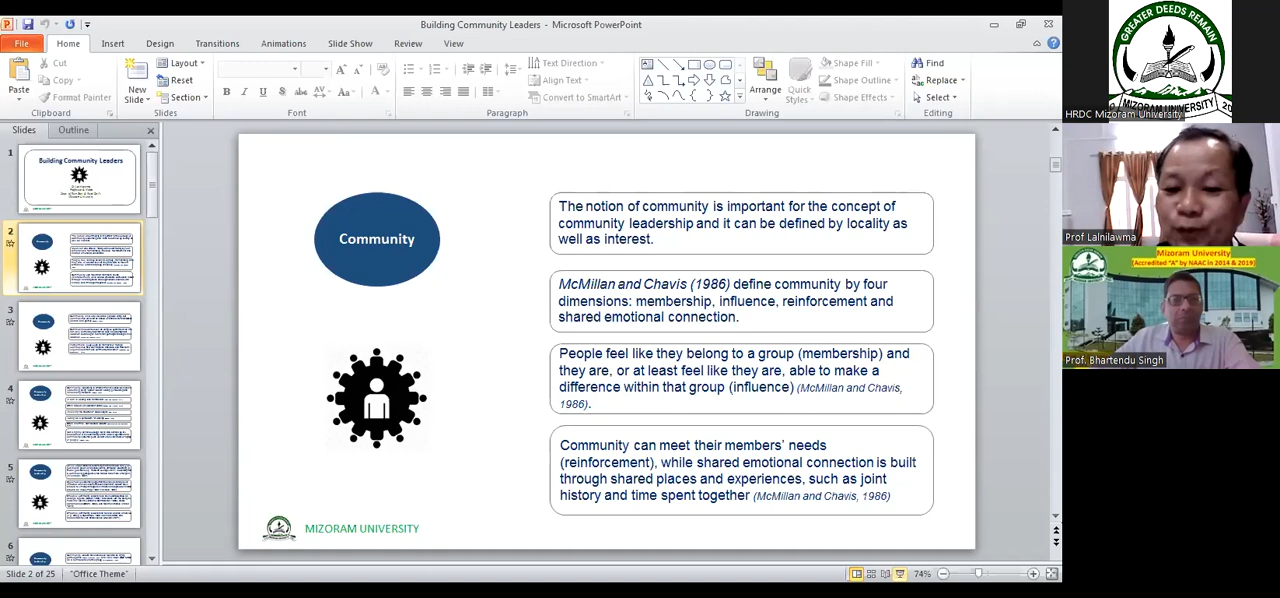 Building Community Leaders - Microsoft PowerPoint
File Home Insert Design Transitions Animations Slide Show Review View
Paste
Cut
Copy
Format Painter
Clipboard
New
Slide
Layout
Reset
Section
Slides
B I U S abc AV Aa A
Font
Text Direction
Align Text
Convert to SmartArt
Paragraph
Arrange
Quick
Styles
Shape Fill
Shape Outline
Shape Effects
Drawing
Find
Replace
Select
Editing
Slides Outline
1
Building Community Leaders
2
3
4
5
6
Community
The notion of community is important for the concept of
community leadership and it can be defined by locality as
well as interest.
McMillan and Chavis (1986) define community by four
dimensions: membership, influence, reinforcement and
shared emotional connection.
People feel like they belong to a group (membership) and
they are, or at least feel like they are, able to make a
difference within that group (influence) (McMillan and Chavis,
1986).
Community can meet their members' needs
(reinforcement), while shared emotional connection is built
through shared places and experiences, such as joint
history and time spent together (McMillan and Chavis, 1986)
MIZORAM UNIVERSITY
Slide 2 of 25 "Office Theme" 74%
GREATER DEEDS REMAIN
MIZORAM UNIVERSITY
HRDC Mizoram University
Prof Lalnilawma
Mizoram University
(Accredited "A" by NAAC in 2014 & 2019)
Prof. Bhartendu Singh